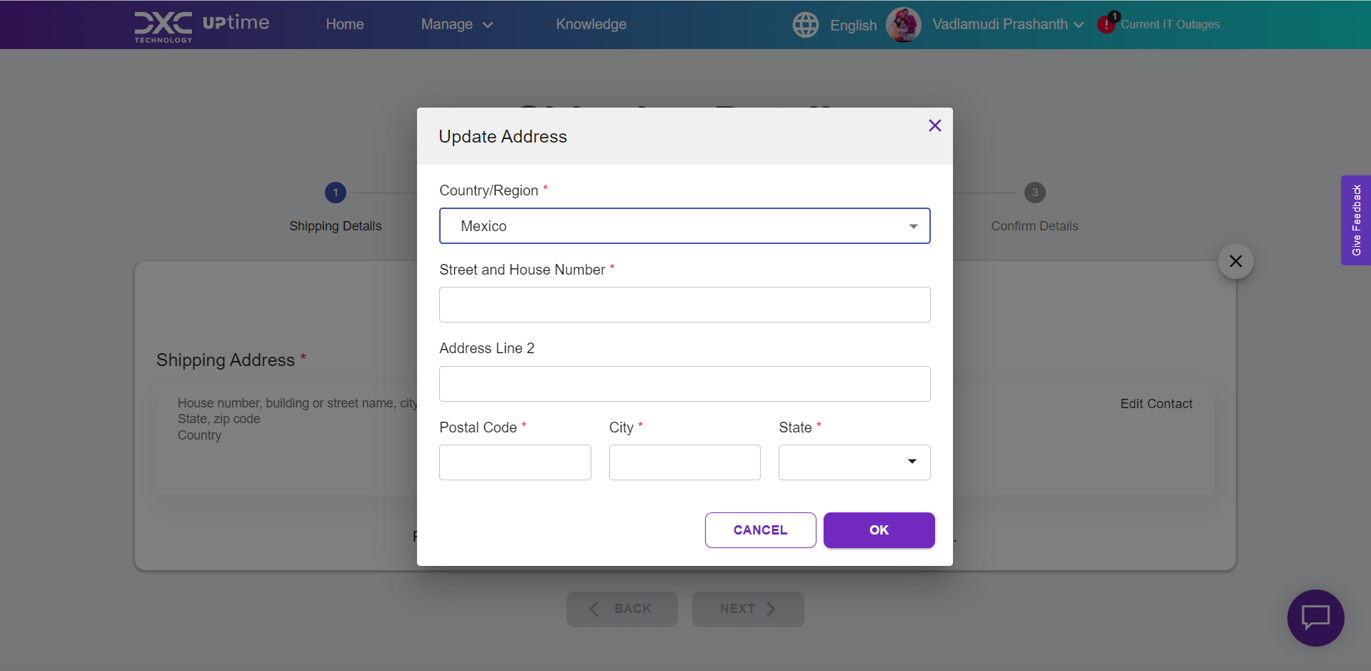 DXC TECHNOLOGY UPtime Home Manage Knowledge English Vadlamudi Prashanth 1 Current IT Outages
Update Address
Country/Region *
Mexico
Street and House Number *
Address Line 2
Postal Code * City * State *
CANCEL OK
1 3
Shipping Details Confirm Details
Shipping Address *
House number, building or street name, city
State, zip code
Country
Edit Contact
BACK NEXT
Give Feedback